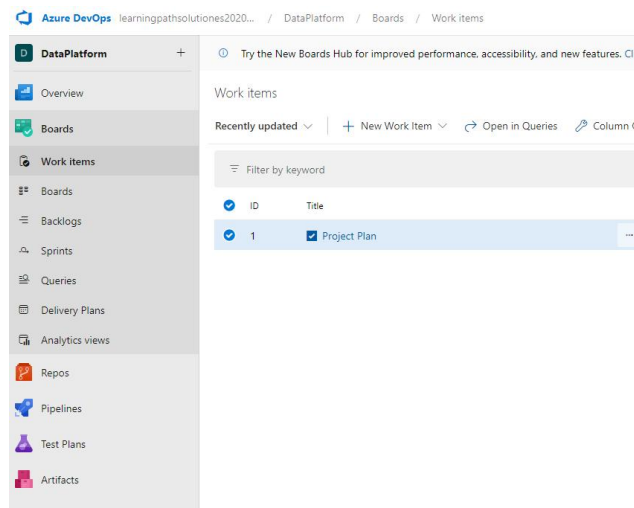 Azure DevOps learningpathsolutiones2020... / DataPlatform / Boards / Work items
D DataPlatform +
Try the New Boards Hub for improved performance, accessibility, and new features.
Overview
Work items
Boards
Recently updated + New Work Item Open in Queries Column
Work items
Filter by keyword
Boards
ID Title
Backlogs
1 Project Plan ...
Sprints
Queries
Delivery Plans
Analytics views
Repos
Pipelines
Test Plans
Artifacts